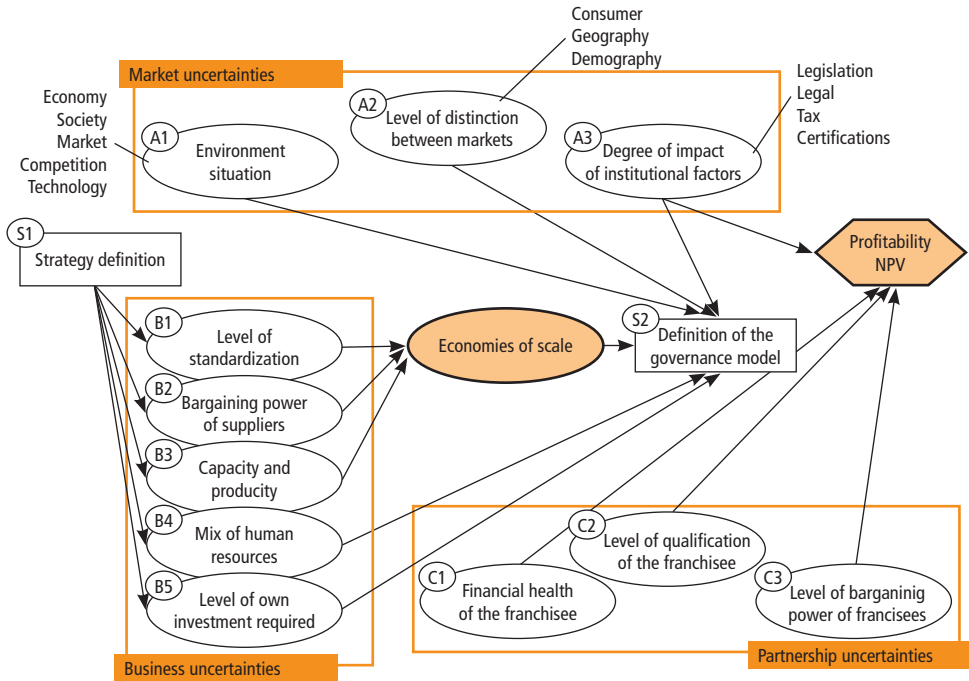 Consumer
Geography
Demography
Market uncertainties
Legislation
Legal
Tax
Certifications
Economy
Society
Market
Competition
Technology
A1
Environment
situation
A2
Level of distinction
between markets
A3
Degree of impact
of institutional factors
S1
Strategy definition
Profitability
NPV
B1
Level of
standardization
Economies of scale
S2
Definition of the
governance model
B2
Bargaining power
of suppliers
B3
Capacity and
producity
B4
Mix of human
resources
B5
Level of own
investment required
C1
Financial health
of the franchisee
C2
Level of qualification
of the franchisee
C3
Level of barganinig
power of francisees
Business uncertainties
Partnership uncertainties